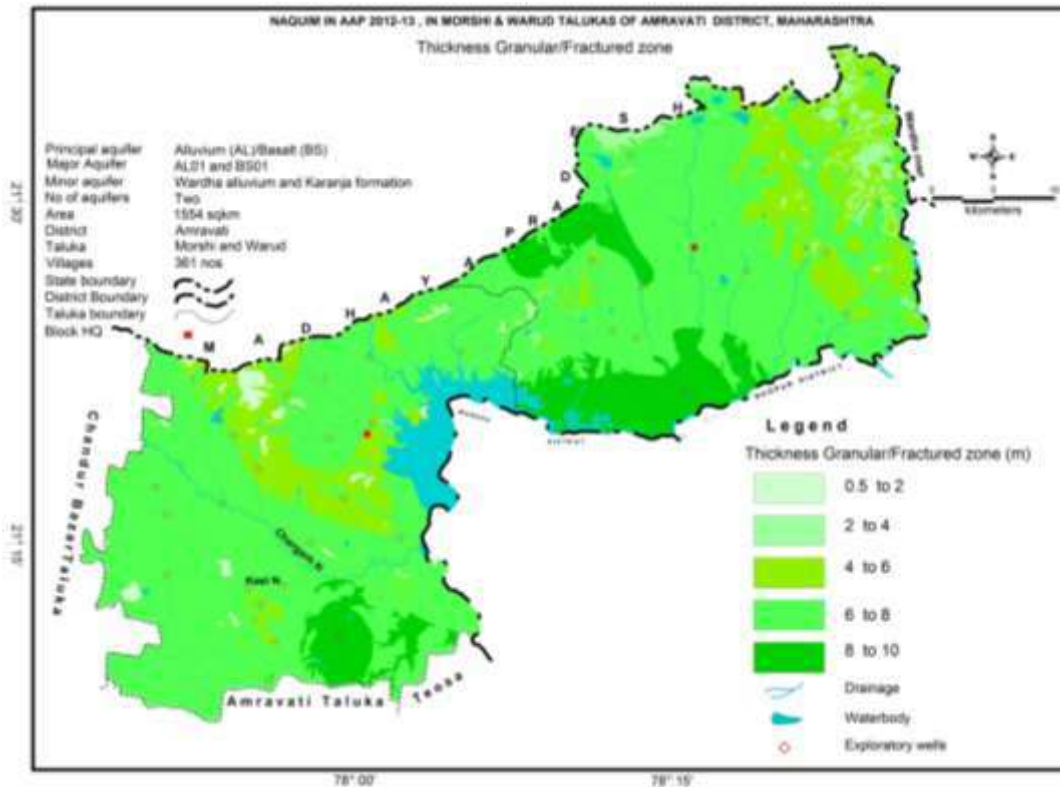 NAQUIM IN AAP 2012-13 , IN MORSHI & WARUD TALUKAS OF AMRAVATI DISTRICT, MAHARASHTRA
Thickness Granular/Fractured zone
Principal aquifer Alluvium (AL)/Basalt (BS)
Major Aquifer AL01 and BS01
Minor aquifer Wardha alluvium and Karanja formation
No of aquifers Two
Area 1554 sqkm
District Amravati
Taluka Morshi and Warud
Villages 361 nos
State boundary
District Boundary
Taluka boundary
Block HQ
M A D H A Y A P R A D
S H
Wardha river
N
W E
S
kilometers
21° 30'
21° 15'
Chandur Bazar Taluka
Chargarh N
DISTRICT
Amravati Taluka
Teosa
Legend
Thickness Granular/Fractured zone (m)
0.5 to 2
2 to 4
4 to 6
6 to 8
8 to 10
Drainage
Waterbody
Exploratory wells
78° 00'
78° 15'